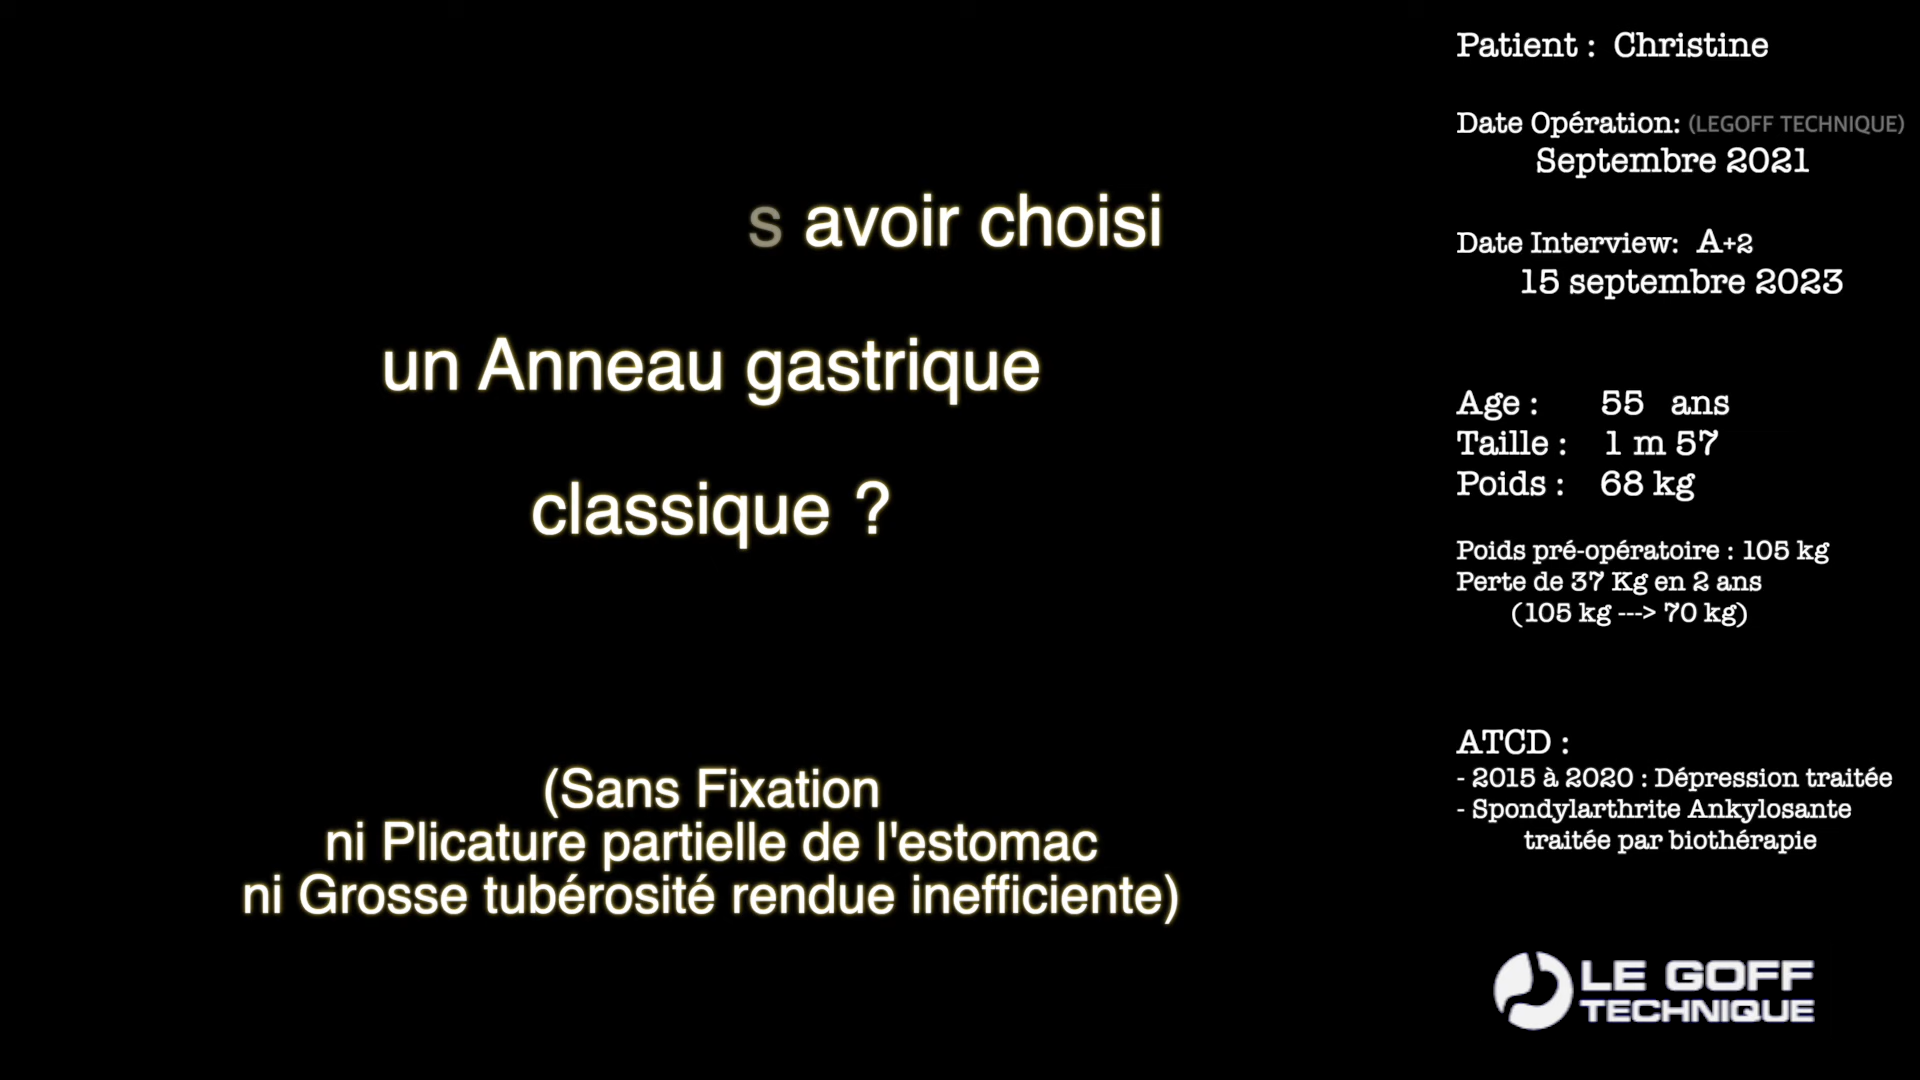 s avoir choisi
un Anneau gastrique
classique ?
(Sans Fixation
ni Plicature partielle de l'estomac
ni Grosse tubérosité rendue inefficiente)
Patient : Christine
Date Opération: (LEGOFF TECHNIQUE)
Septembre 2021
Date Interview: A+2
15 septembre 2023
Age : 55 ans
Taille : 1 m 57
Poids : 68 kg
Poids pré-opératoire : 105 kg
Perte de 37 Kg en 2 ans
(105 kg ---> 70 kg)
ATCD :
- 2015 à 2020 : Dépression traitée
- Spondylarthrite Ankylosante
traitée par biothérapie
LE GOFF
TECHNIQUE